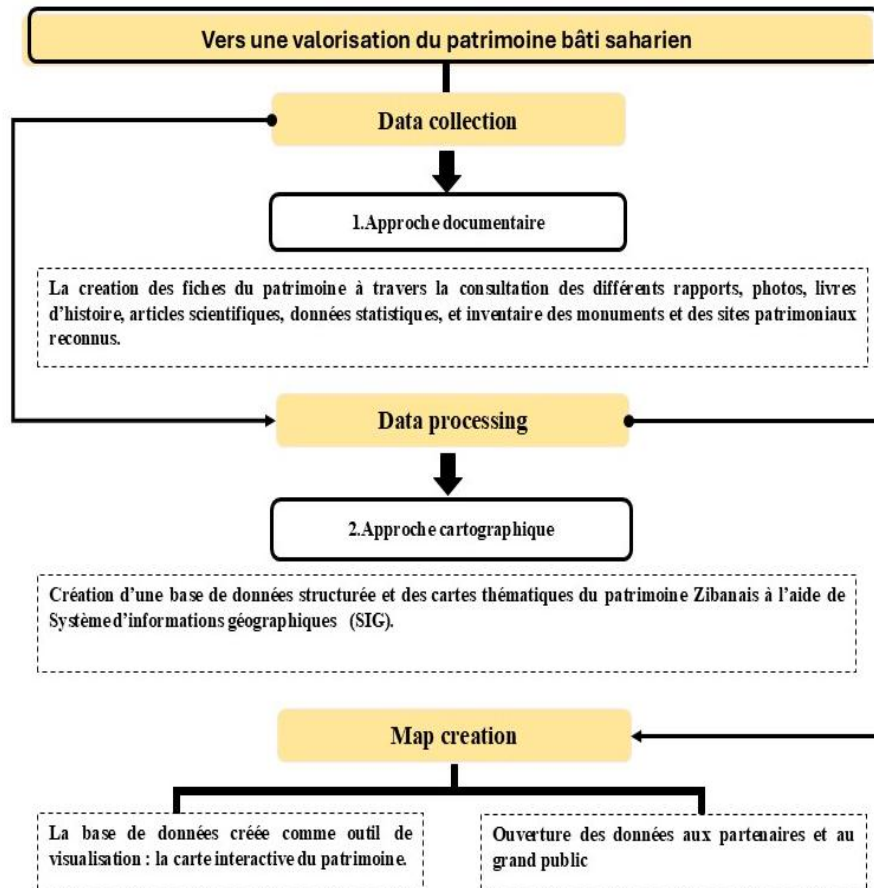 Vers une valorisation du patrimoine bâti saharien
Data collection
1.Approche documentaire
La creation des fiches du patrimoine à travers la consultation des différents rapports, photos, livres
d'histoire, articles scientifiques, données statistiques, et inventaire des monuments et des sites patrimoniaux
reconnus.
Data processing
2.Approche cartographique
Création d'une base de données structurée et des cartes thématiques du patrimoine Zibanais à l'aide de
Système d'informations géographiques (SIG).
Map creation
La base de données créée comme outil de
visualisation : la carte interactive du patrimoine.
Ouverture des données aux partenaires et au
grand public